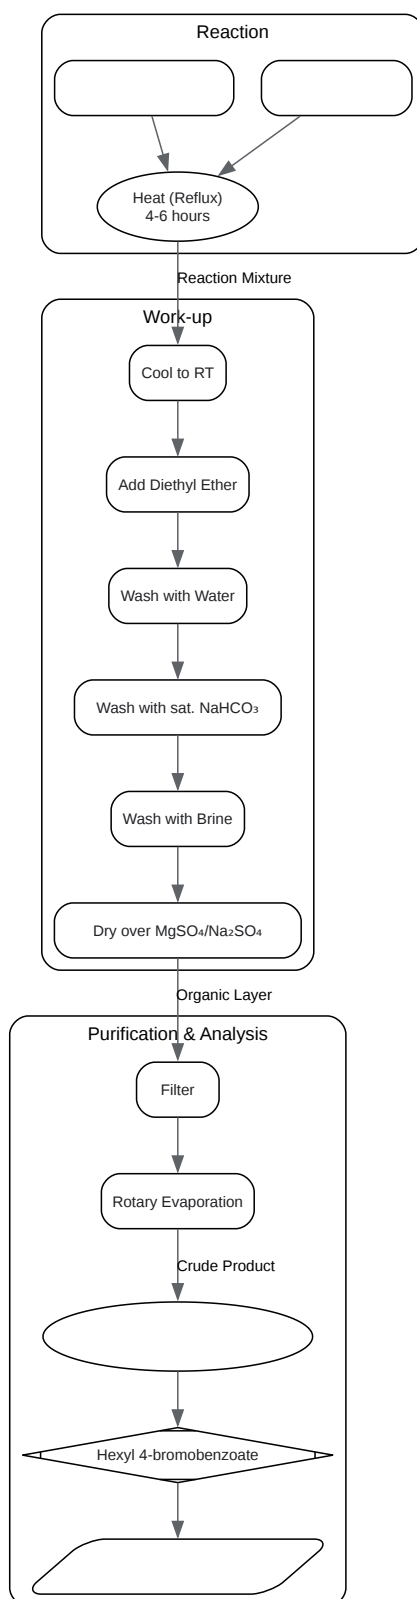 Reaction
Heat (Reflux)
4-6 hours
Reaction Mixture
Work-up
Cool to RT
Add Diethyl Ether
Wash with Water
Wash with sat. NaHCO₃
Wash with Brine
Dry over MgSO₄/Na₂SO₄
Organic Layer
Purification & Analysis
Filter
Rotary Evaporation
Crude Product
Hexyl 4-bromobenzoate